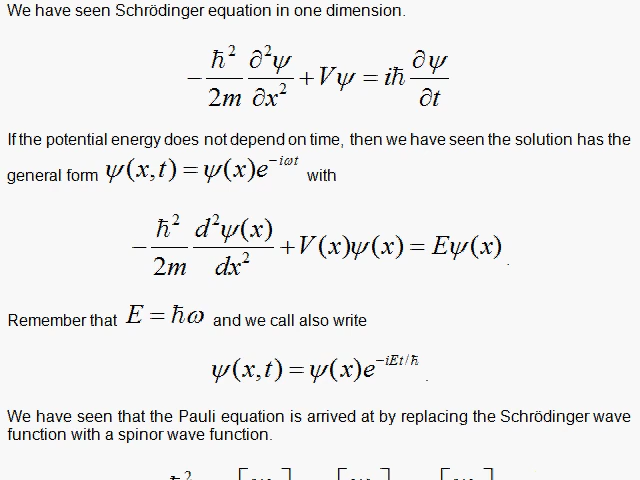 We have seen Schrödinger equation in one dimension.
-ħ²/2m ∂²ψ/∂x² + Vψ = iħ ∂ψ/∂t
If the potential energy does not depend on time, then we have seen the solution has the
general form ψ(x,t) = ψ(x)e^{-iωt} with
-ħ²/2m d²ψ(x)/dx² + V(x)ψ(x) = Eψ(x) .
Remember that E = ħω and we call also write
ψ(x,t) = ψ(x)e^{-iEt/ħ} .
We have seen that the Pauli equation is arrived at by replacing the Schrödinger wave
function with a spinor wave function.